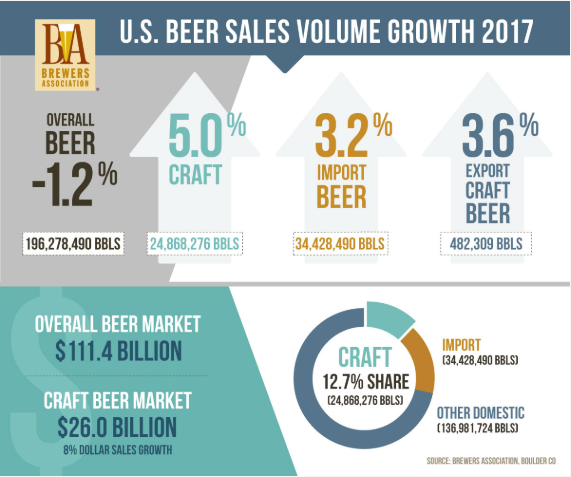 BA
BREWERS
ASSOCIATION
U.S. BEER SALES VOLUME GROWTH 2017
OVERALL
BEER
-1.2%
196,278,490 BBLS
5.0%
CRAFT
24,868,276 BBLS
3.2%
IMPORT
BEER
34,428,490 BBLS
3.6%
EXPORT
CRAFT
BEER
482,309 BBLS
OVERALL BEER MARKET
$111.4 BILLION
CRAFT BEER MARKET
$26.0 BILLION
8% DOLLAR SALES GROWTH
CRAFT
12.7% SHARE
(24,868,276 BBLS)
IMPORT
(34,428,490 BBLS)
OTHER DOMESTIC
(136,981,724 BBLS)
SOURCE: BREWERS ASSOCIATION, BOULDER CO